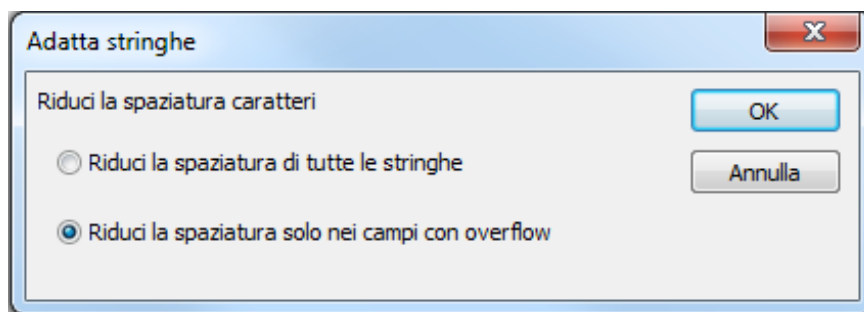 Adatta stringhe
Riduci la spaziatura caratteri
OK
Riduci la spaziatura di tutte le stringhe
Annulla
Riduci la spaziatura solo nei campi con overflow